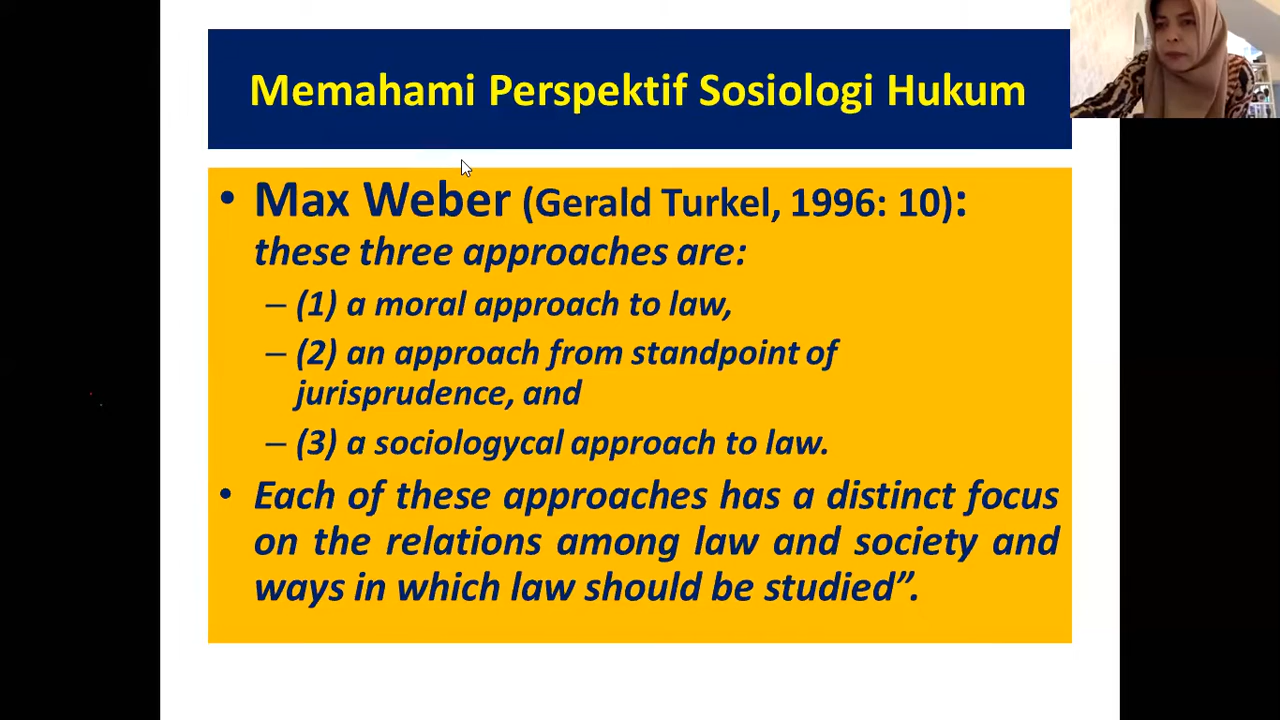 Memahami Perspektif Sosiologi Hukum
• Max Weber (Gerald Turkel, 1996: 10):
these three approaches are:
– (1) a moral approach to law,
– (2) an approach from standpoint of
jurisprudence, and
– (3) a sociologycal approach to law.
• Each of these approaches has a distinct focus
on the relations among law and society and
ways in which law should be studied”.